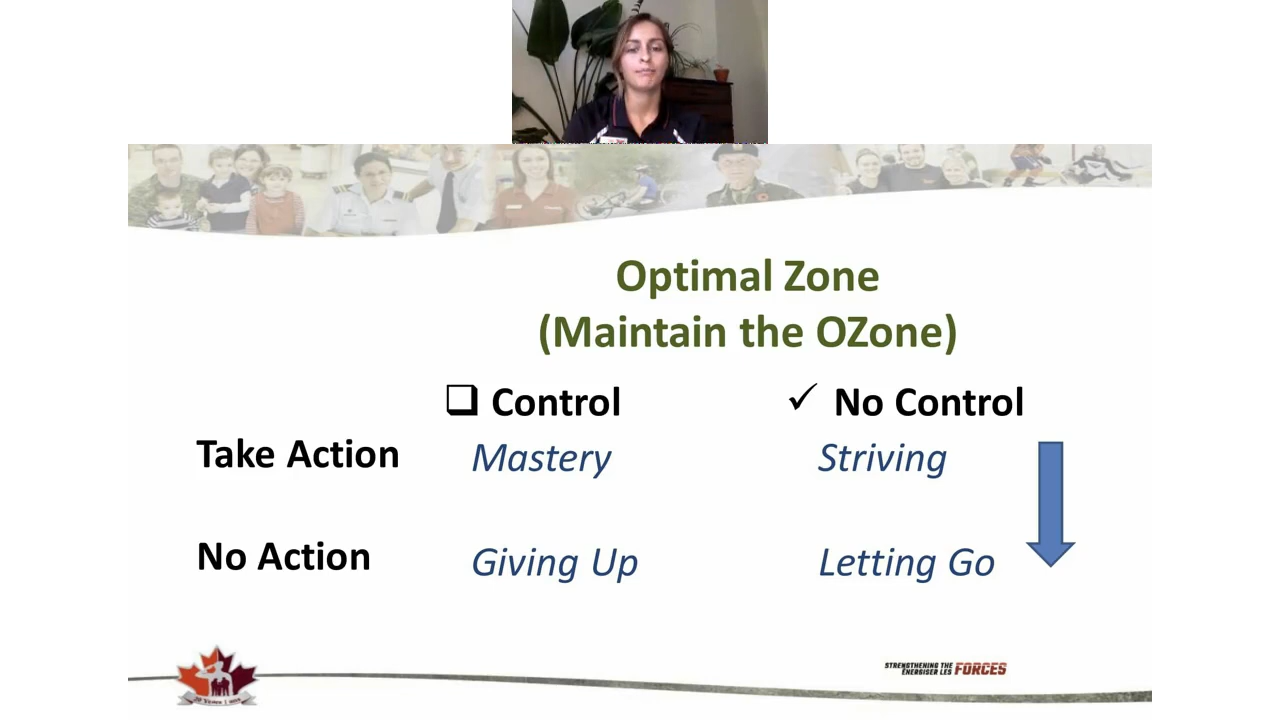 Optimal Zone
(Maintain the OZone)
❑ Control ✓ No Control
Take Action Mastery Striving
No Action Giving Up Letting Go
STRENGTHENING THE FORCES
ÉNERGISER LES